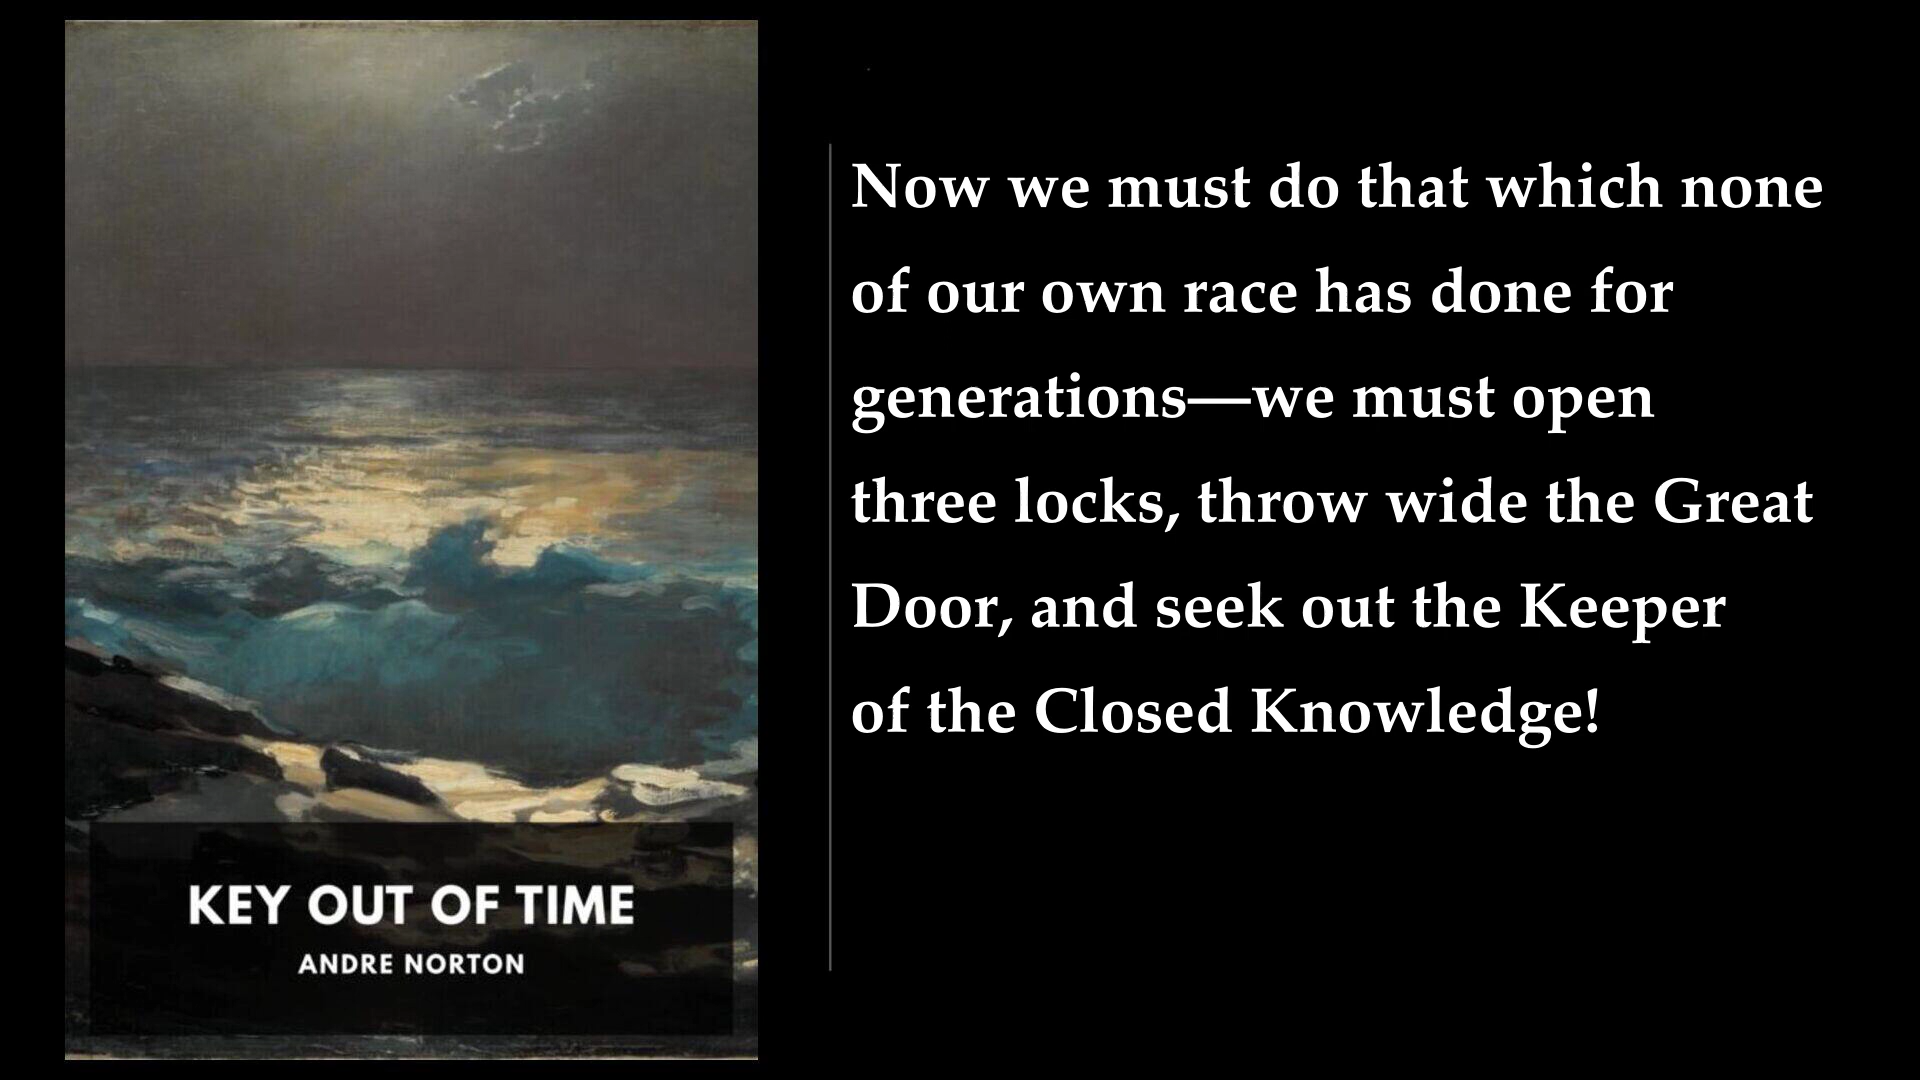 Now we must do that which none
of our own race has done for
generations—we must open
three locks, throw wide the Great
Door, and seek out the Keeper
of the Closed Knowledge!
KEY OUT OF TIME
ANDRE NORTON